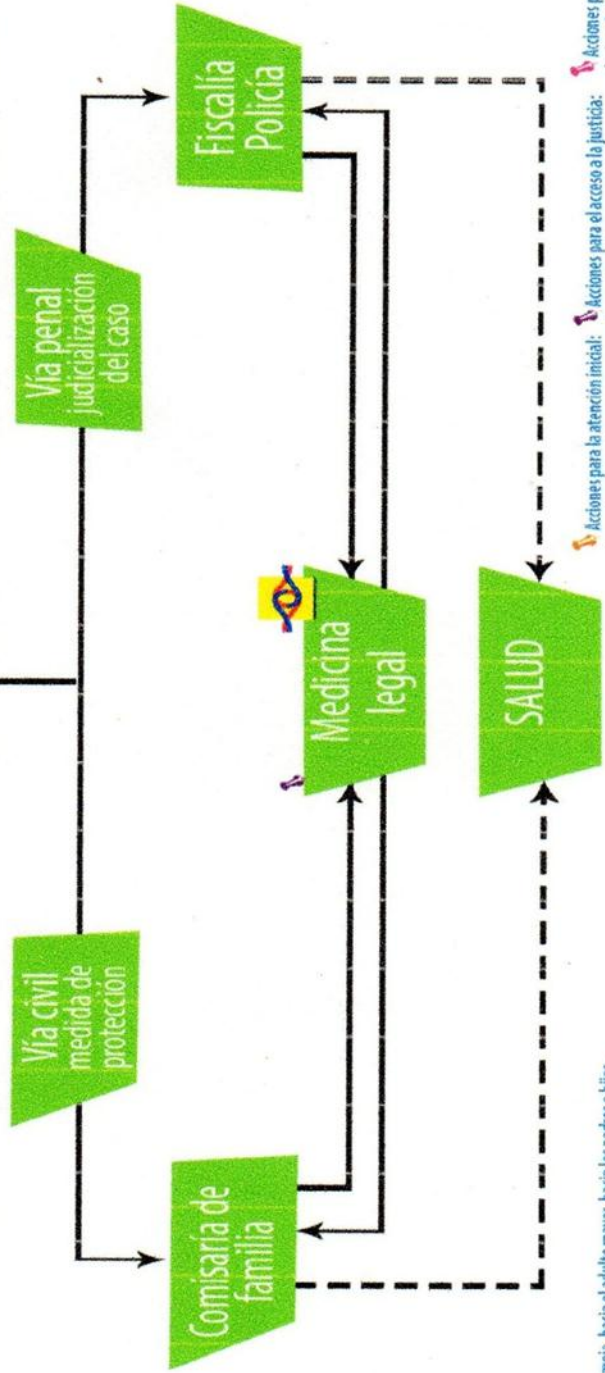 Vía civil
medida de
protección
Vía penal
judicialización
del caso
Comisaría de
familia
Fiscalía
Policía
Medicina
legal
SALUD
Acciones para la atención inicial:
Acciones para el acceso a la justicia:
Acciones p